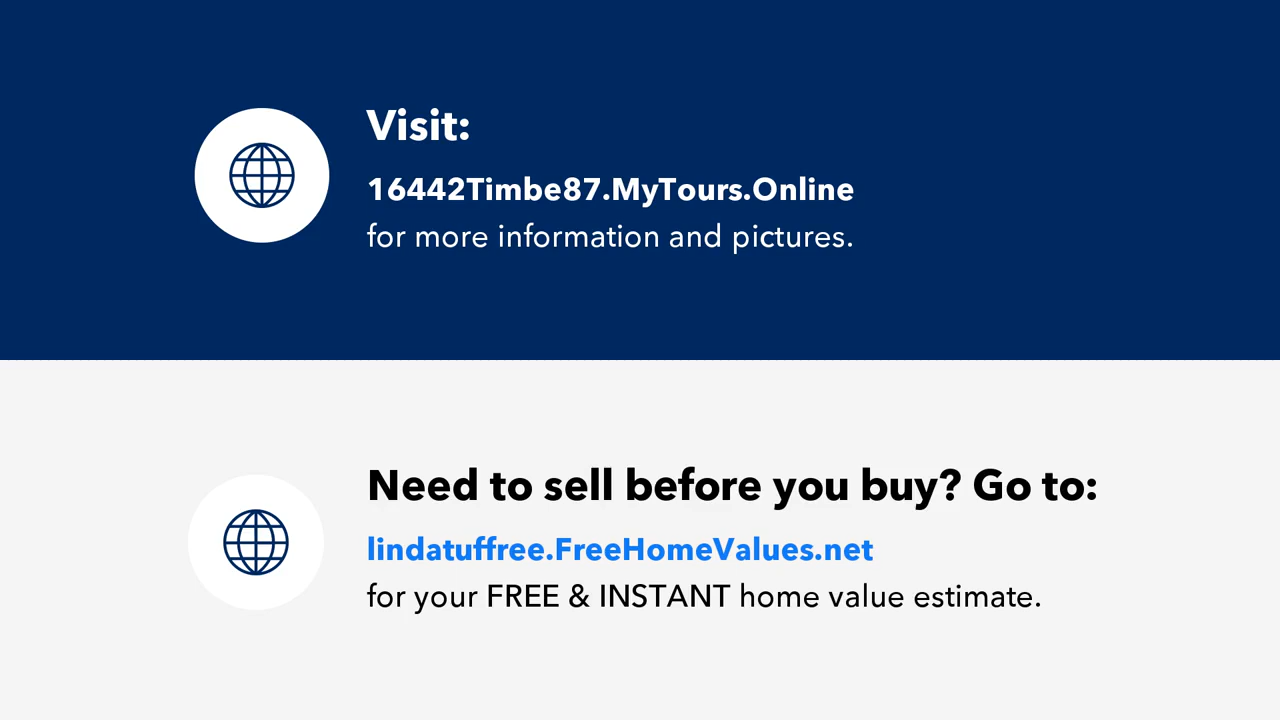 Visit:
16442Timbe87.MyTours.Online
for more information and pictures.
Need to sell before you buy? Go to:
lindatuffree.FreeHomeValues.net
for your FREE & INSTANT home value estimate.